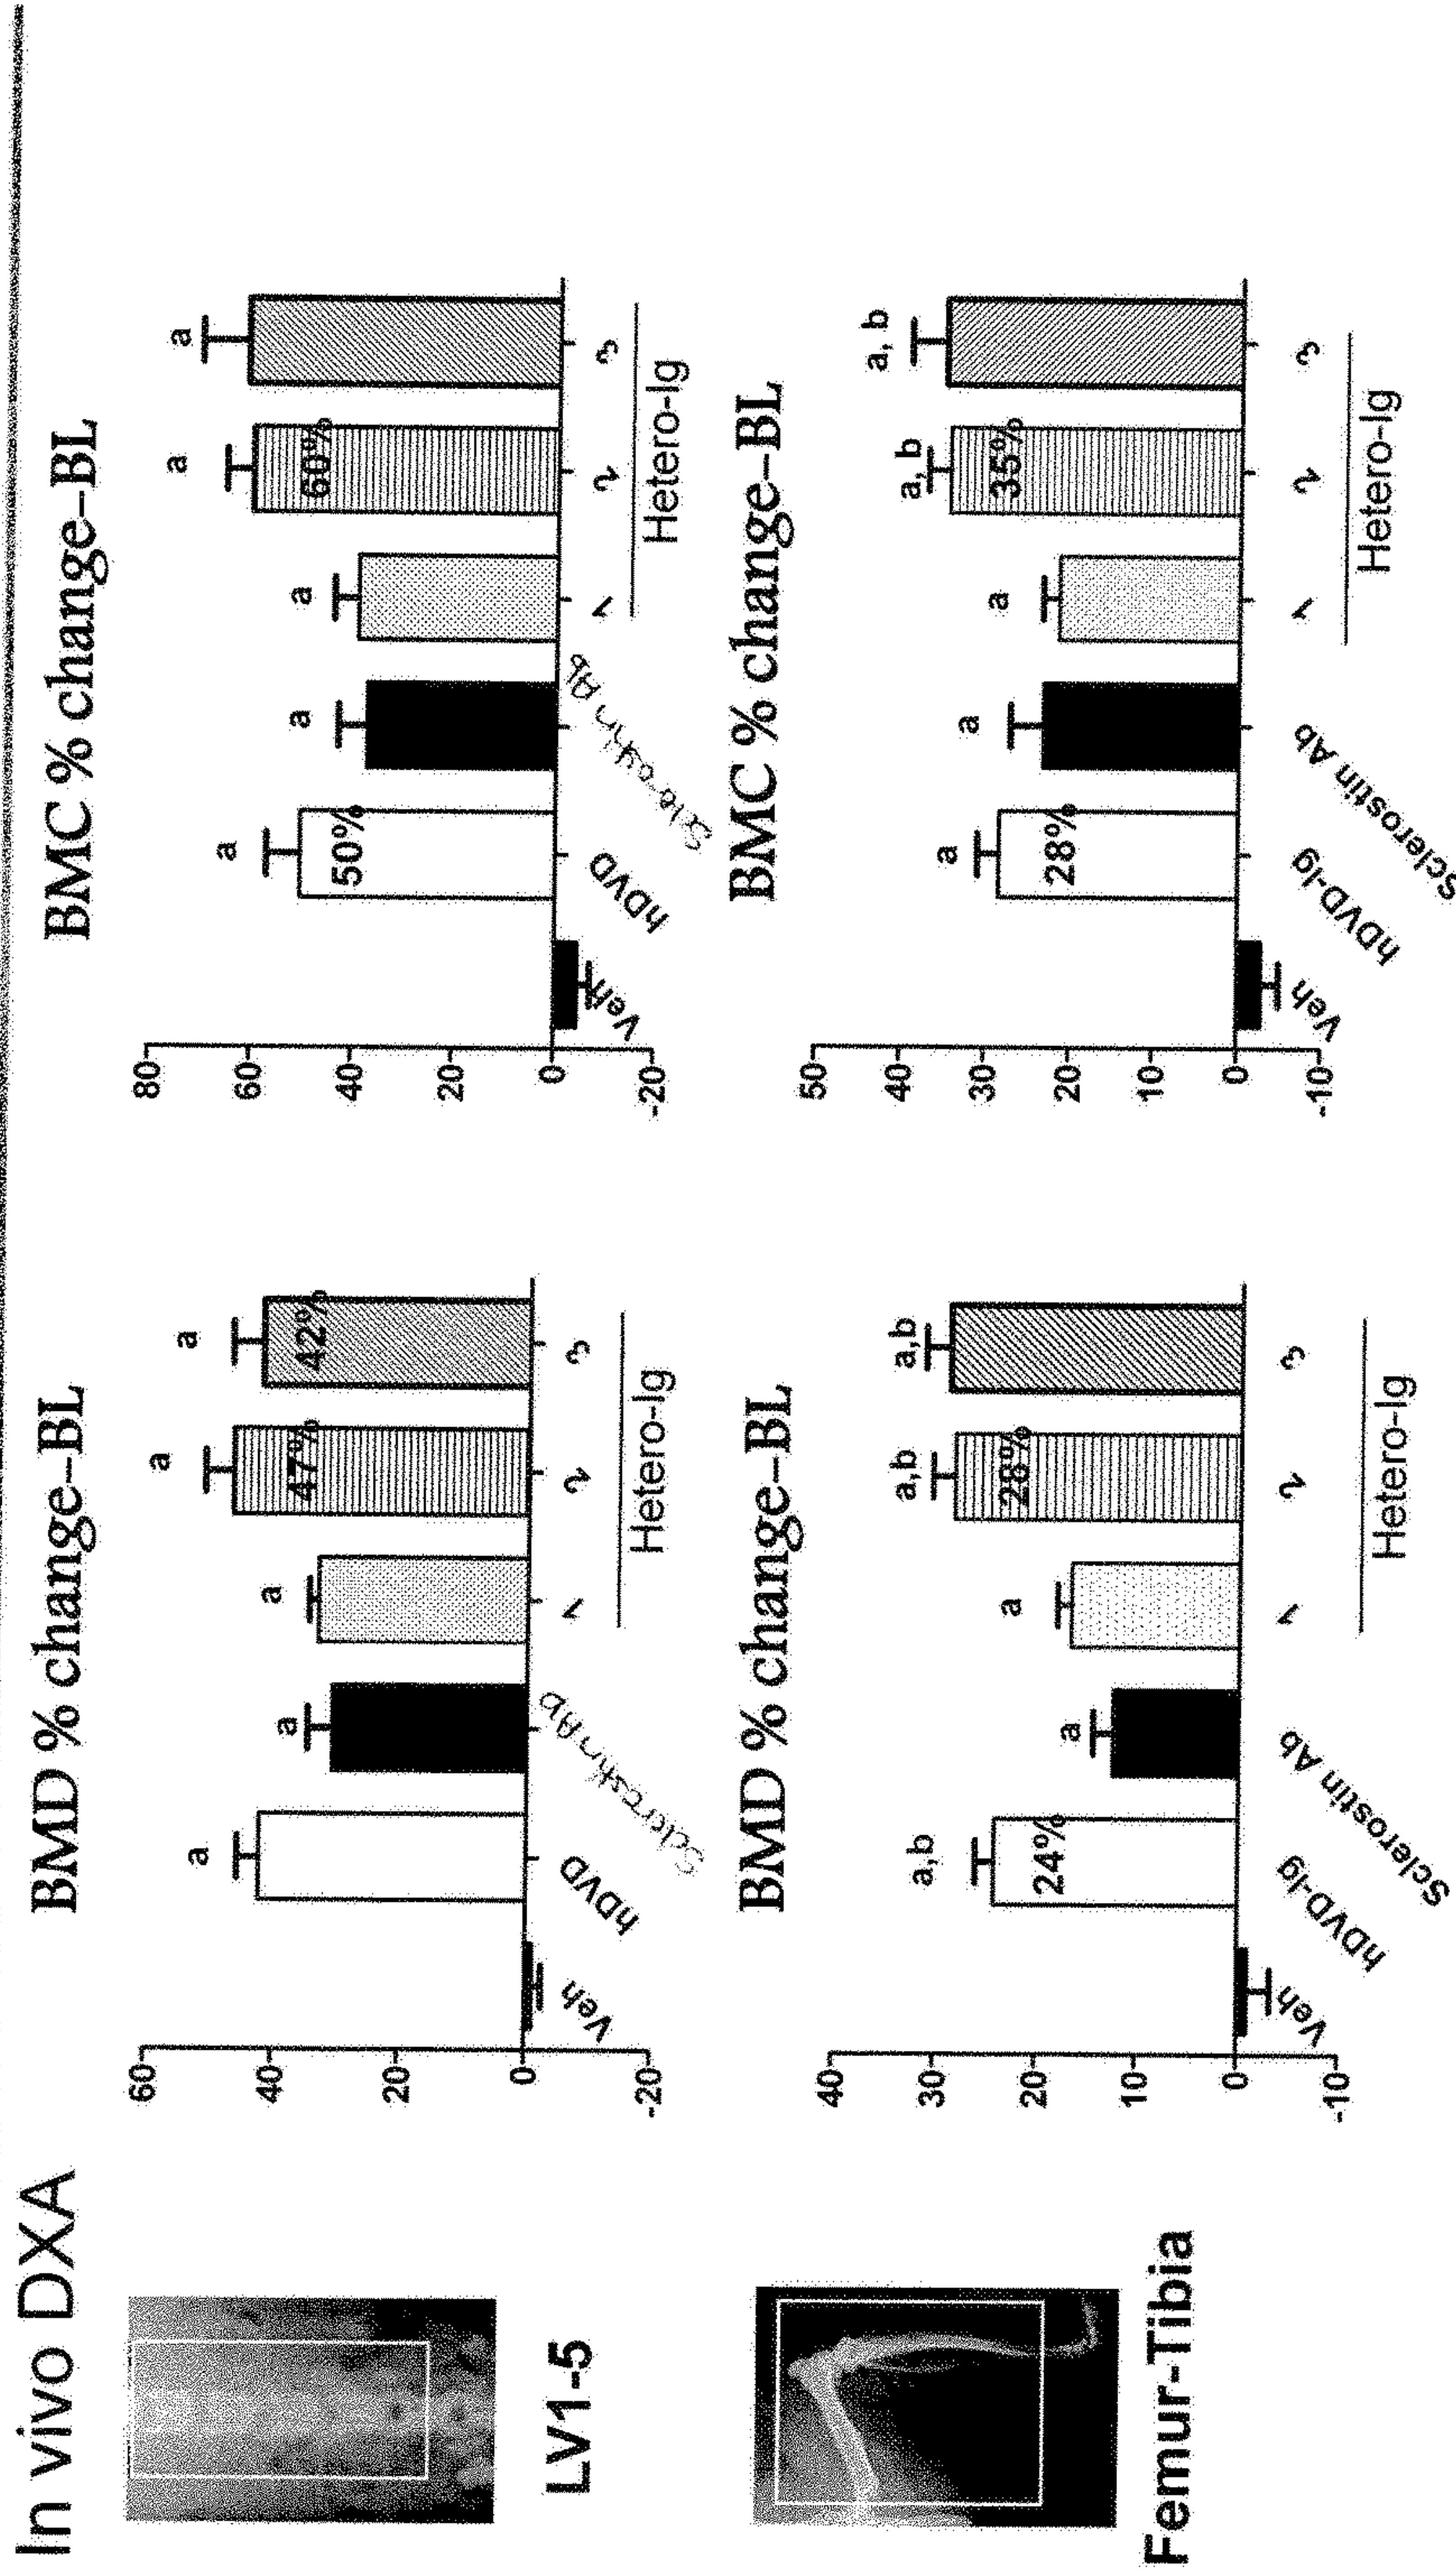 In vivo DXA
LV1-5
BMD % change–BL
60
40
20
0
-20
a
a
a
a
a
47%
42%
Veh
hDVD
Sclerostin Ab
1
2
3
Hetero-Ig
BMC % change–BL
80
60
40
20
0
-20
a
a
a
a
a
50%
60%
Veh
hDVD
1
2
3
Hetero-Ig
Femur-Tibia
BMD % change–BL
40
30
20
10
0
-10
a,b
a
a
a,b
a,b
24%
28%
Veh
hDVD-Ig
Sclerostin Ab
1
2
3
Hetero-Ig
BMC % change–BL
50
40
30
20
10
0
-10
a
a
a
a, b
a, b
28%
35%
Veh
hDVD-Ig
Sclerostin Ab
1
2
3
Hetero-Ig